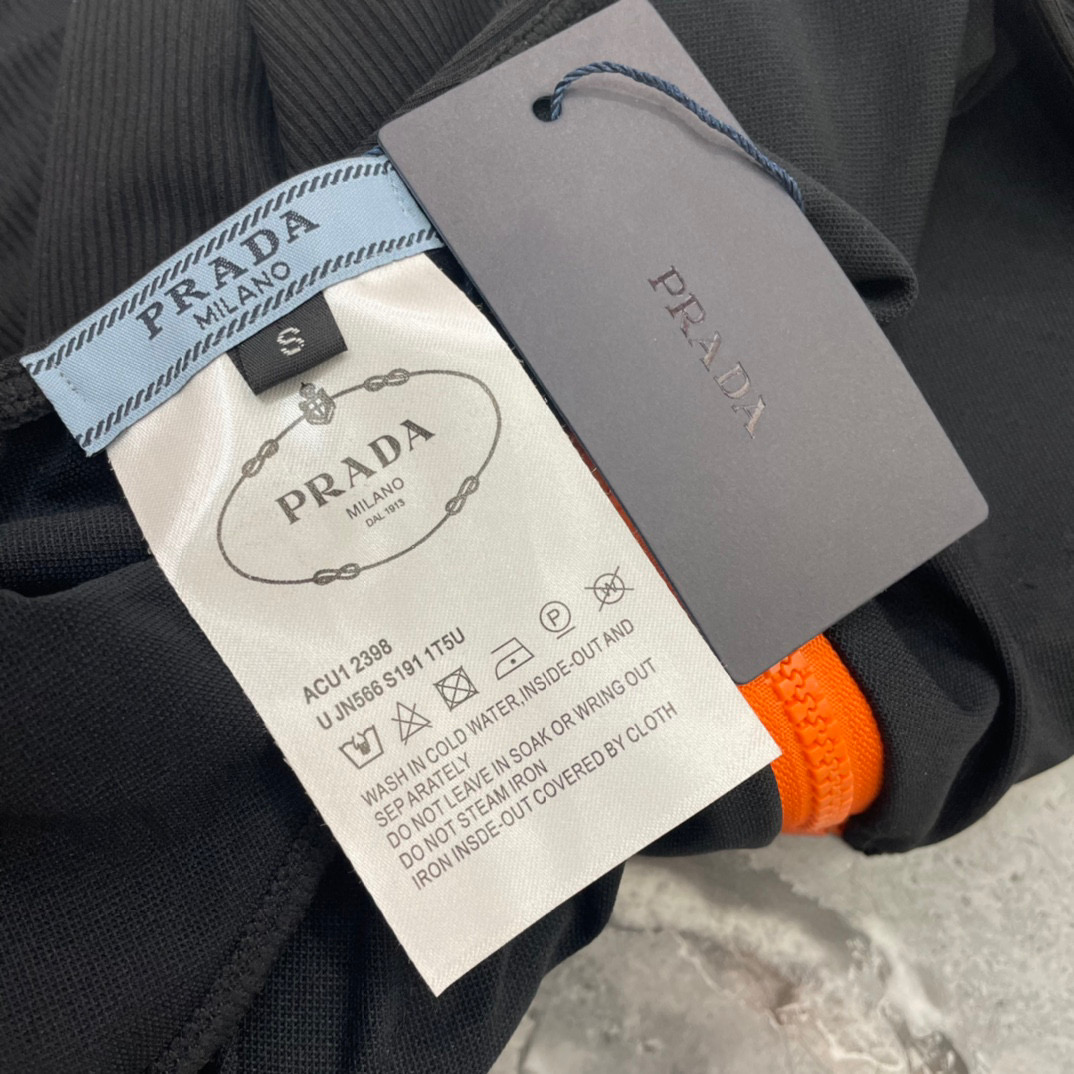 PRADA
MILANO
S
PRADA
MILANO
DAL 1913
ACU1 2398
U JN566 S191 1T5U
P
W
WASH IN COLD WATER,INSIDE-OUT AND
SEP ARATELY
DO NOT LEAVE IN SOAK OR WRING OUT
DO NOT STEAM IRON
IRON INSDE-OUT COVERED BY CLOTH
PRADA